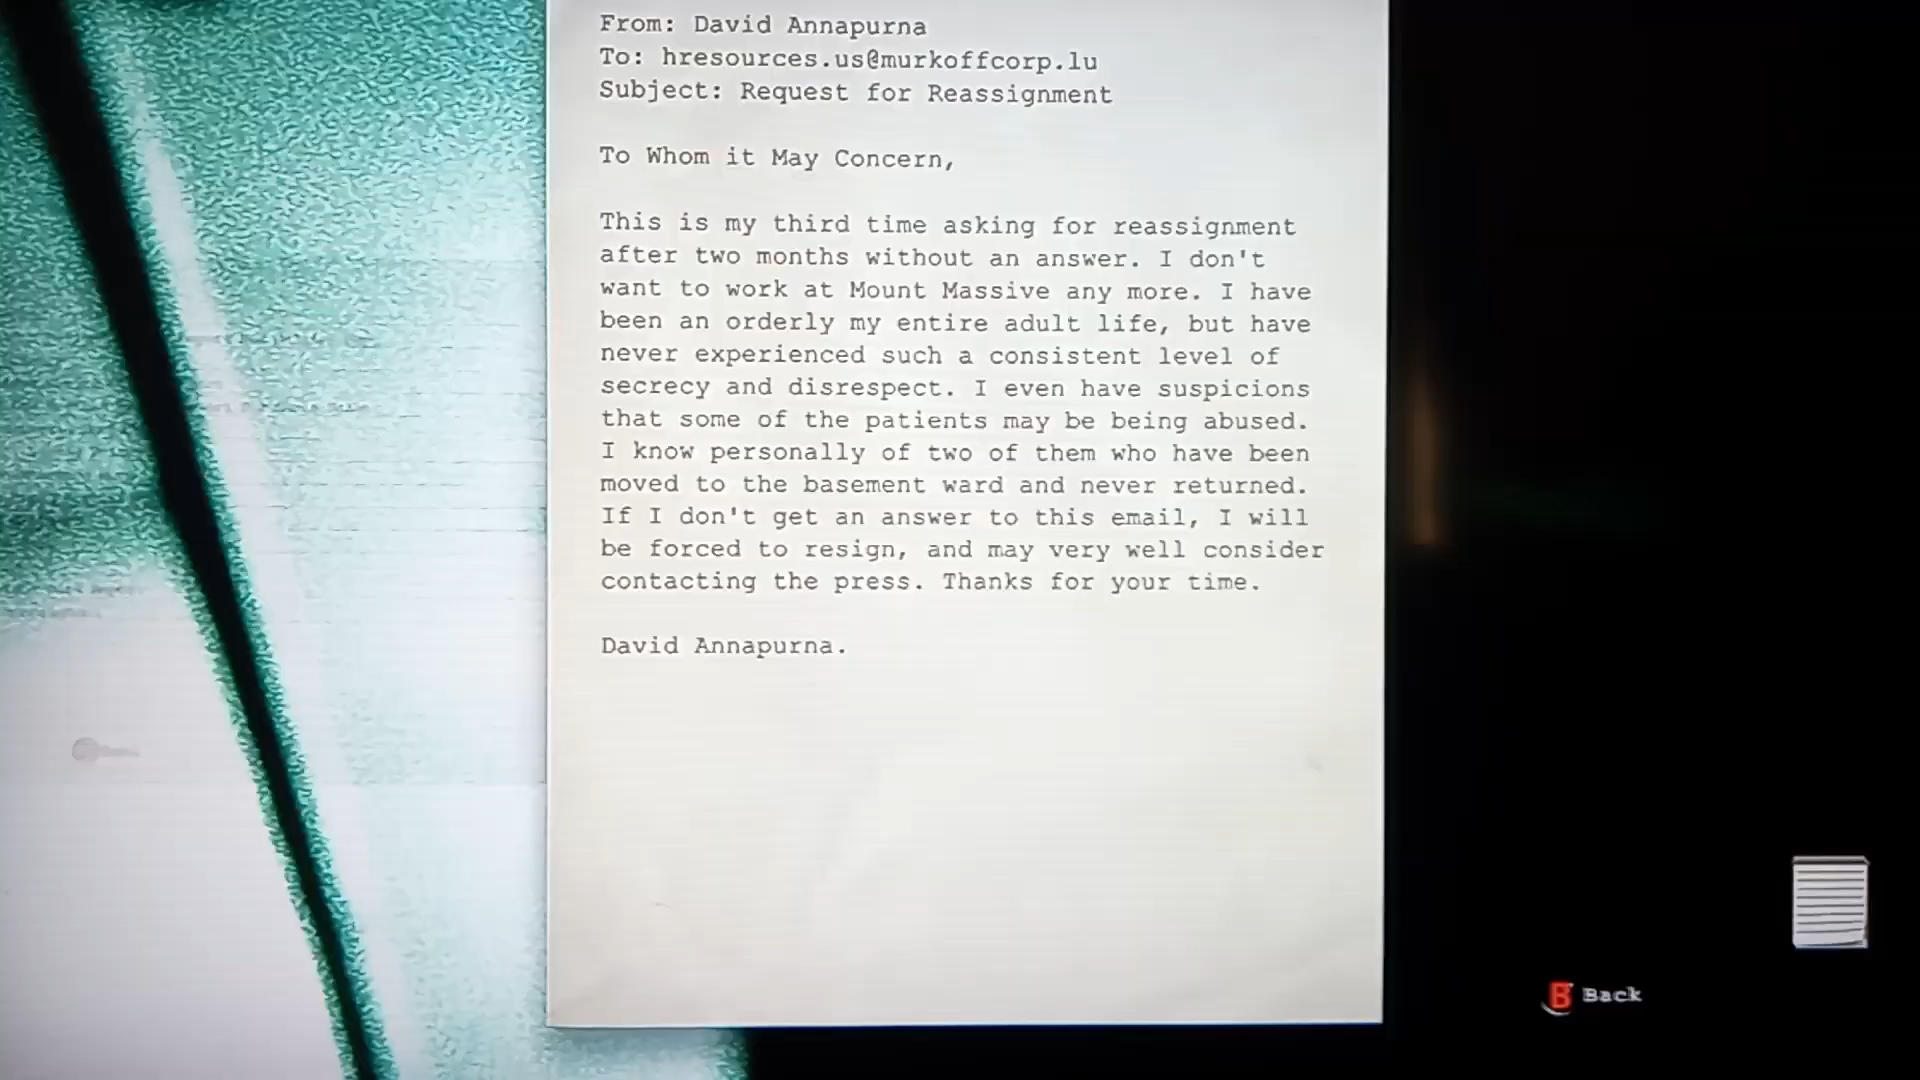 From: David Annapurna
To: hresources.us@murkoffcorp.lu
Subject: Request for Reassignment
To Whom it May Concern,
This is my third time asking for reassignment
after two months without an answer. I don't
want to work at Mount Massive any more. I have
been an orderly my entire adult life, but have
never experienced such a consistent level of
secrecy and disrespect. I even have suspicions
that some of the patients may be being abused.
I know personally of two of them who have been
moved to the basement ward and never returned.
If I don't get an answer to this email, I will
be forced to resign, and may very well consider
contacting the press. Thanks for your time.
David Annapurna.
B Back